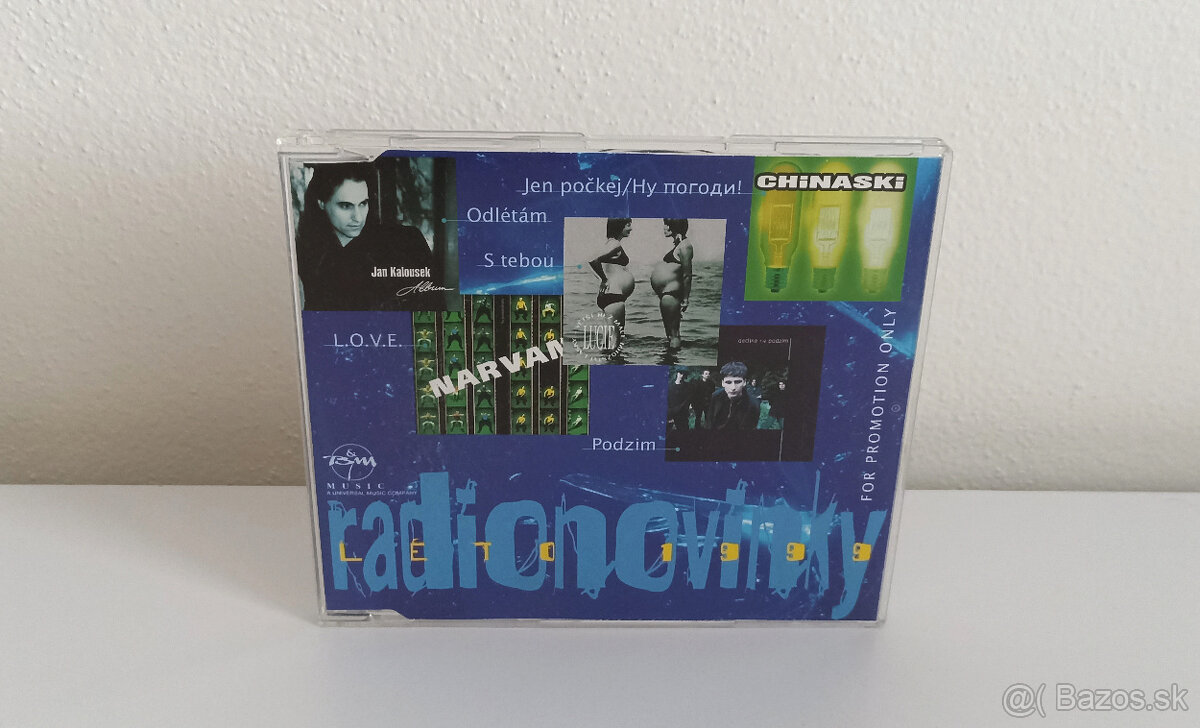 Jen počkej/Ну погоди!
CHiNASKi
Odlétám
S tebou
Jan Kalousek
Album
L.O.V.E.
NARVAN
LUCIE
Podzim
FOR PROMOTION ONLY
B&M
MUSIC
A UNIVERSAL MUSIC COMPANY
radionovinky
LÉTO 1999
@( Bazos.sk